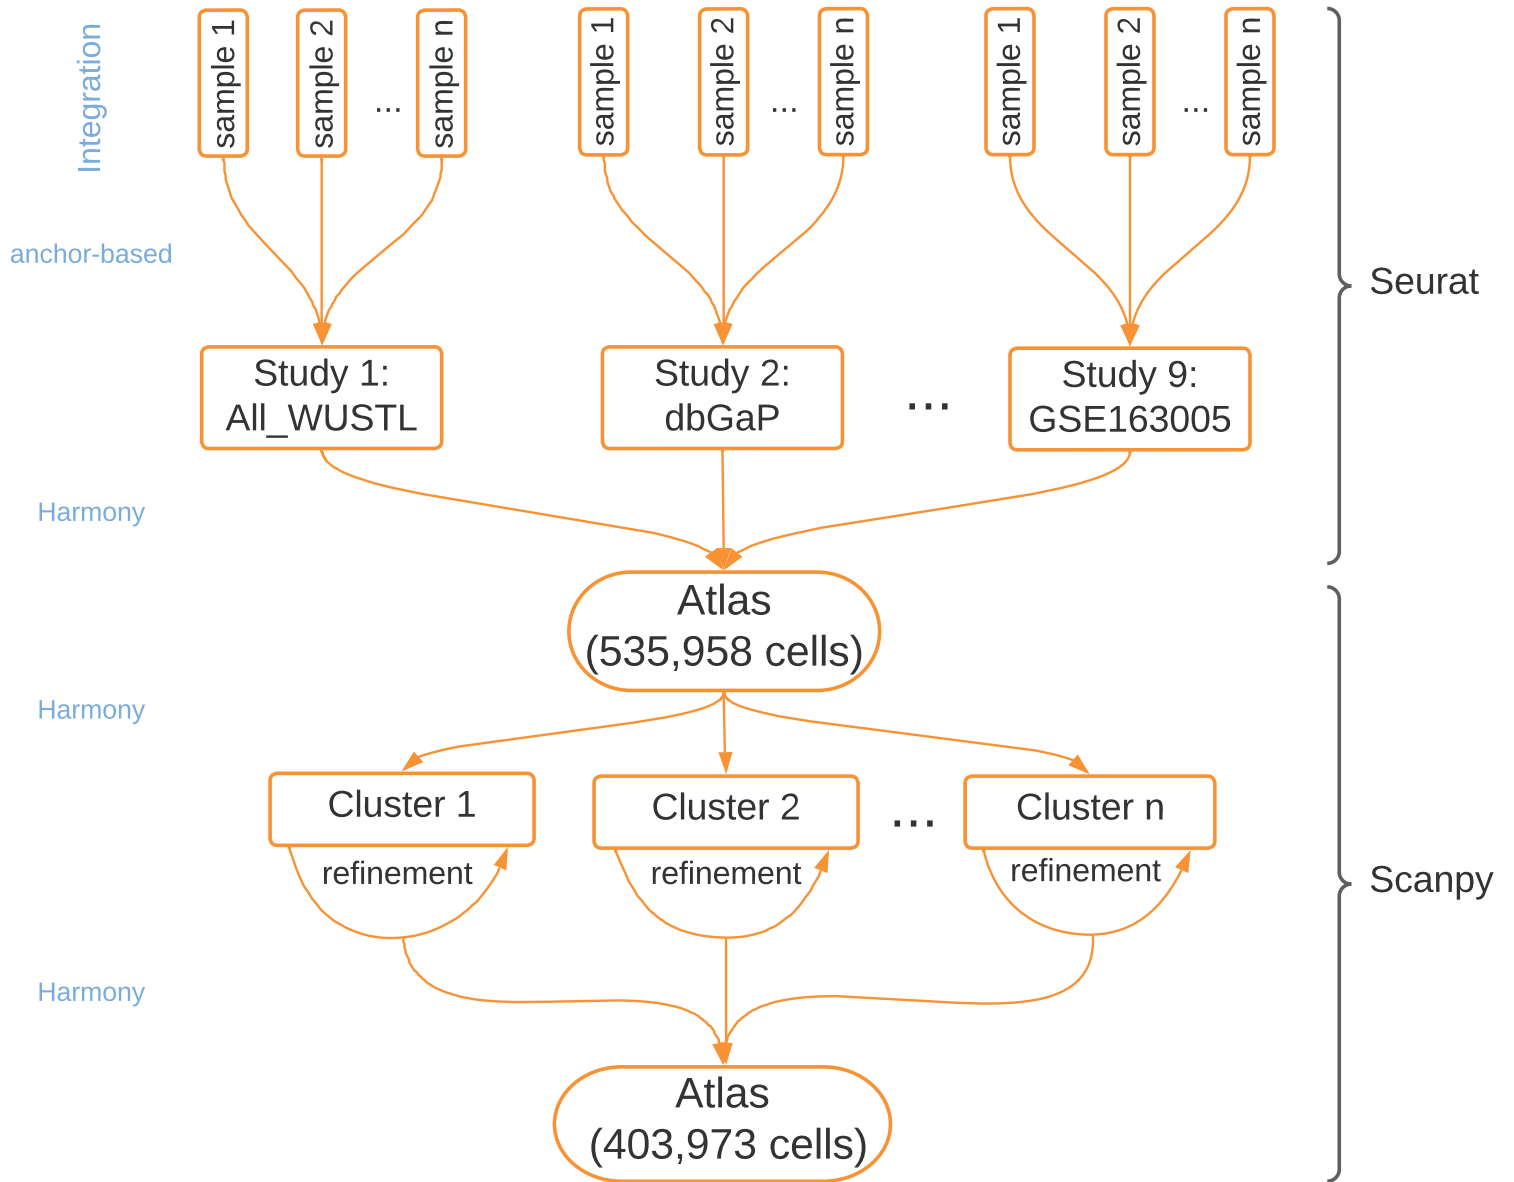 Integration
sample 1
sample 2
...
sample n
sample 1
sample 2
...
sample n
sample 1
sample 2
...
sample n
anchor-based
Seurat
Study 1:
All_WUSTL
Study 2:
dbGaP
...
Study 9:
GSE163005
Harmony
Atlas
(535,958 cells)
Harmony
Cluster 1
Cluster 2
...
Cluster n
refinement
refinement
refinement
Scanpy
Harmony
Atlas
(403,973 cells)